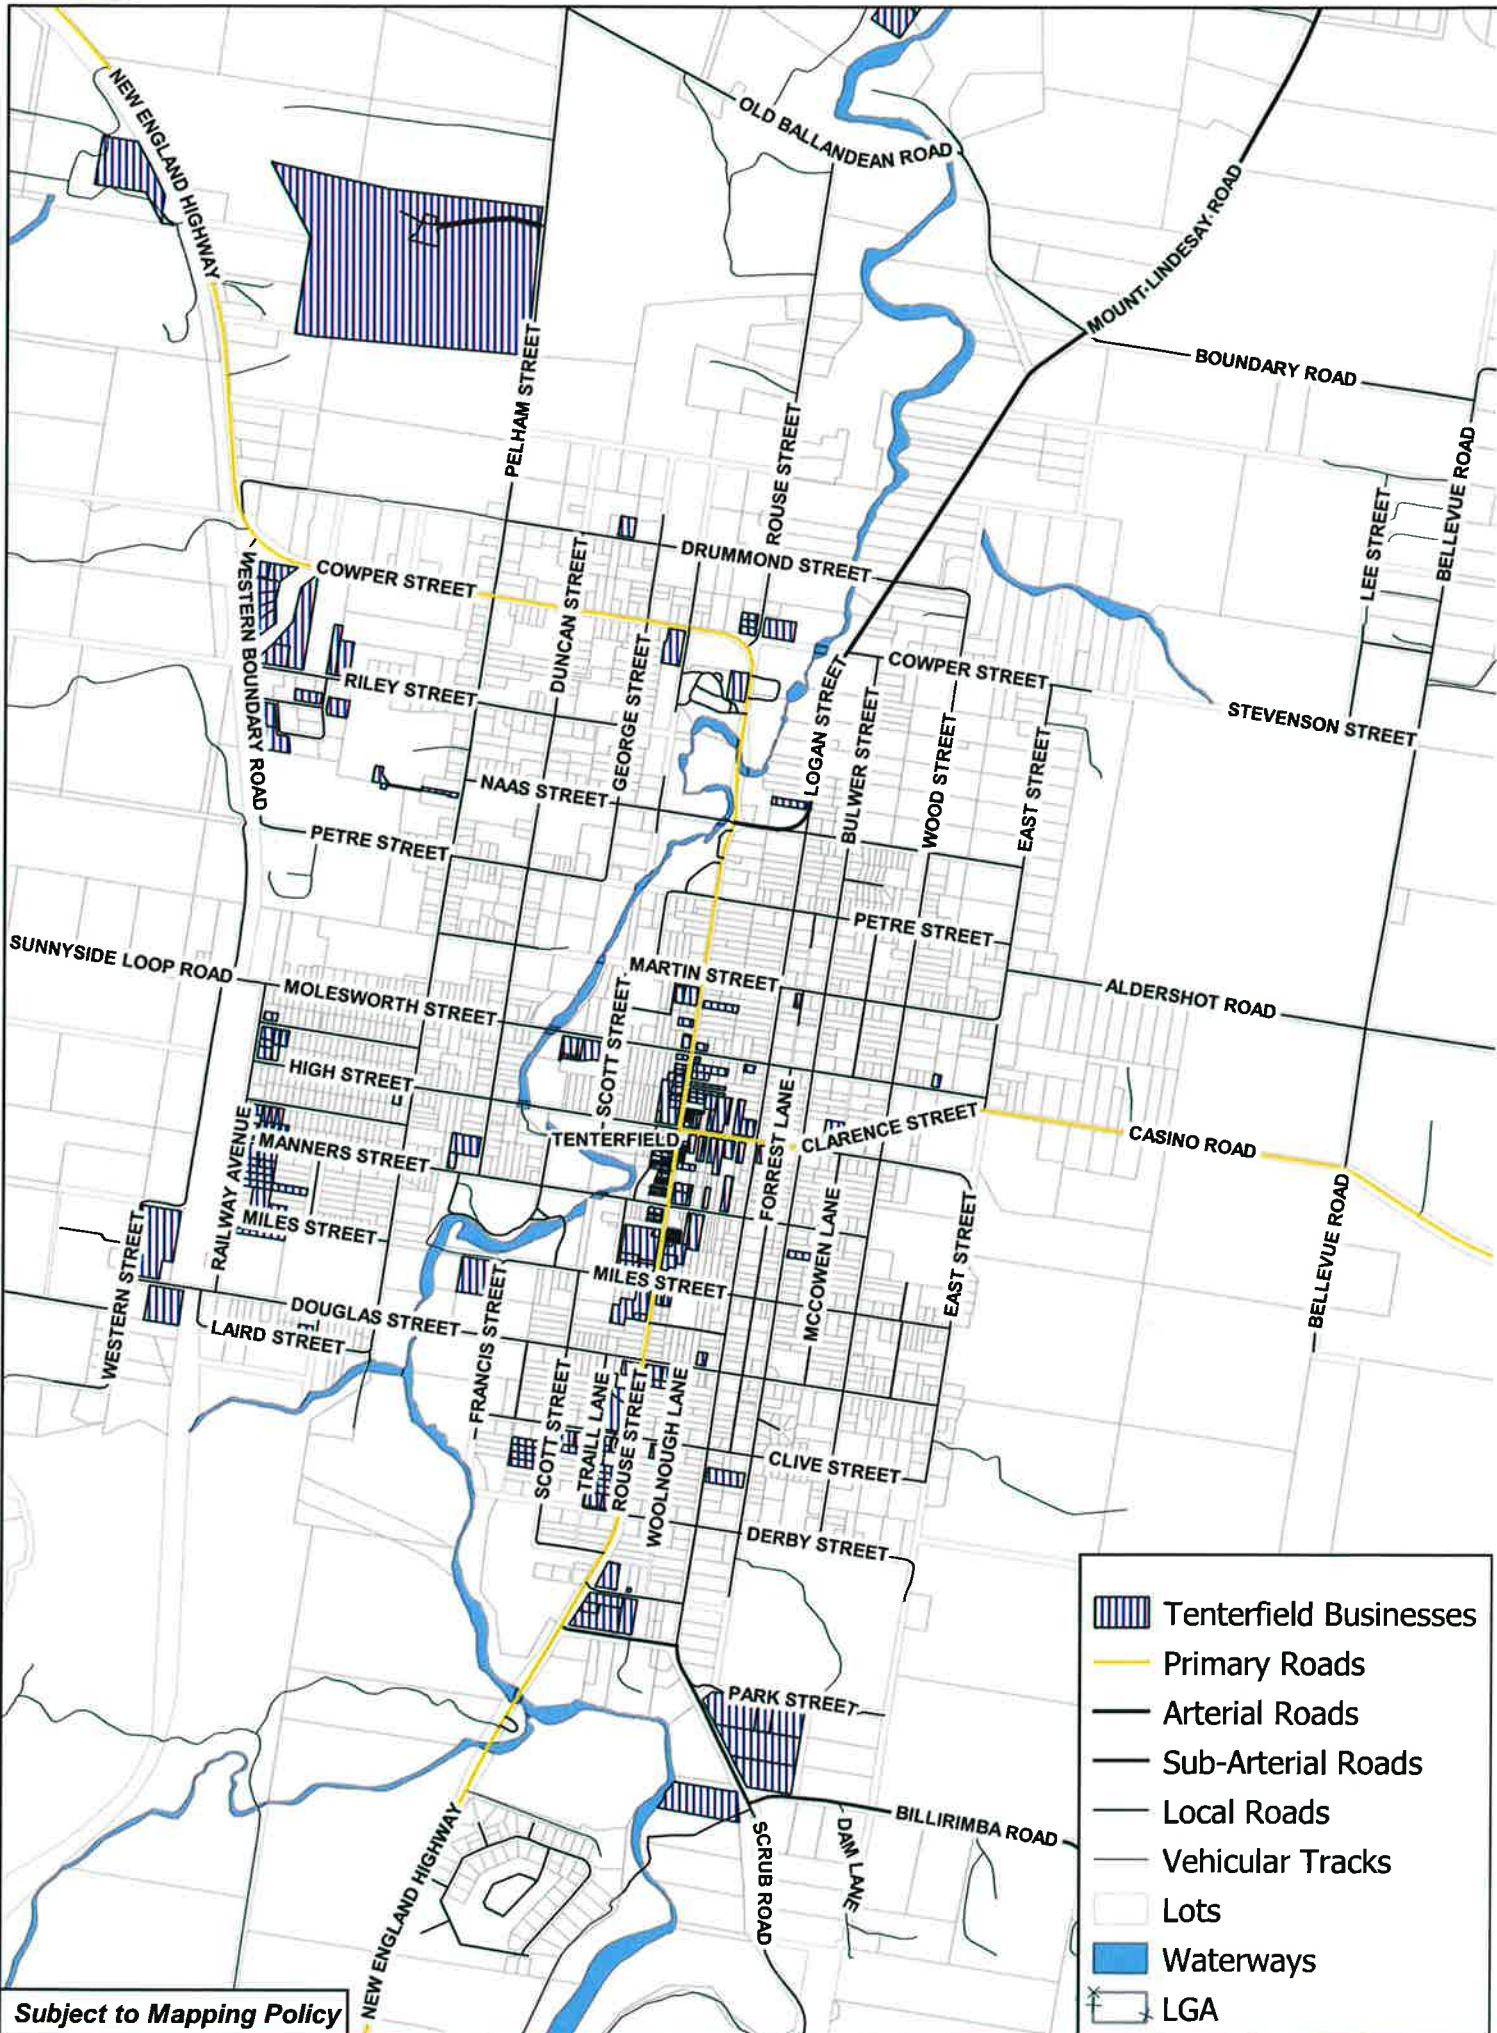 NEW ENGLAND HIGHWAY
OLD BALLANDEAN ROAD
MOUNT LINDESAY ROAD
BOUNDARY ROAD
PELHAM STREET
ROUSE STREET
BELLEVUE ROAD
LEE STREET
DRUMMOND STREET
COWPER STREET
WESTERN BOUNDARY ROAD
DUNCAN STREET
GEORGE STREET
RILEY STREET
COWPER STREET
LOGAN STREET
BULWER STREET
WOOD STREET
EAST STREET
STEVENSON STREET
NAAS STREET
PETRE STREET
PETRE STREET
SUNNYSIDE LOOP ROAD
MARTIN STREET
MOLESWORTH STREET
SCOTT STREET
ALDERSHOT ROAD
HIGH STREET
FORREST LANE
TENTERFIELD
CLARENCE STREET
CASINO ROAD
RAILWAY AVENUE
MANNERS STREET
MILES STREET
WESTERN STREET
MCCOWEN LANE
EAST STREET
BELLEVUE ROAD
MILES STREET
DOUGLAS STREET
LAIRD STREET
FRANCIS STREET
SCOTT STREET
TRAILL LANE
ROUSE STREET
WOOLNOUGH LANE
CLIVE STREET
DERBY STREET
PARK STREET
BILLIRIMBA ROAD
SCRUB ROAD
DAM LANE
NEW ENGLAND HIGHWAY
Tenterfield Businesses
Primary Roads
Arterial Roads
Sub-Arterial Roads
Local Roads
Vehicular Tracks
Lots
Waterways
LGA
Subject to Mapping Policy